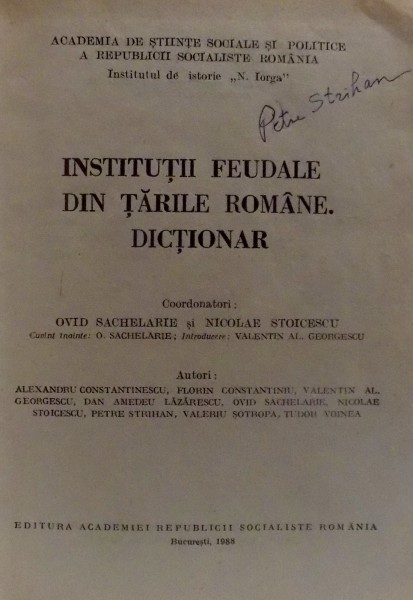 ACADEMIA DE ȘTIINȚE SOCIALE ȘI POLITICE
A REPUBLICII SOCIALISTE ROMÂNIA
Institutul de istorie „N. Iorga"
Petre Strihan
INSTITUȚII FEUDALE
DIN ȚĂRILE ROMÂNE.
DICȚIONAR
Coordonatori :
OVID SACHELARIE și NICOLAE STOICESCU
Cuvînt înainte: O. SACHELARIE; Introducere: VALENTIN AL. GEORGESCU
Autori :
ALEXANDRU CONSTANTINESCU, FLORIN CONSTANTINIU, VALENTIN AL.
GEORGESCU, DAN AMEDEU LĂZĂRESCU, OVID SACHELARIE, NICOLAE
STOICESCU, PETRE STRIHAN, VALERIU ȘOTROPA, TUDOR VOINEA
EDITURA ACADEMIEI REPUBLICII SOCIALISTE ROMÂNIA
București, 1988